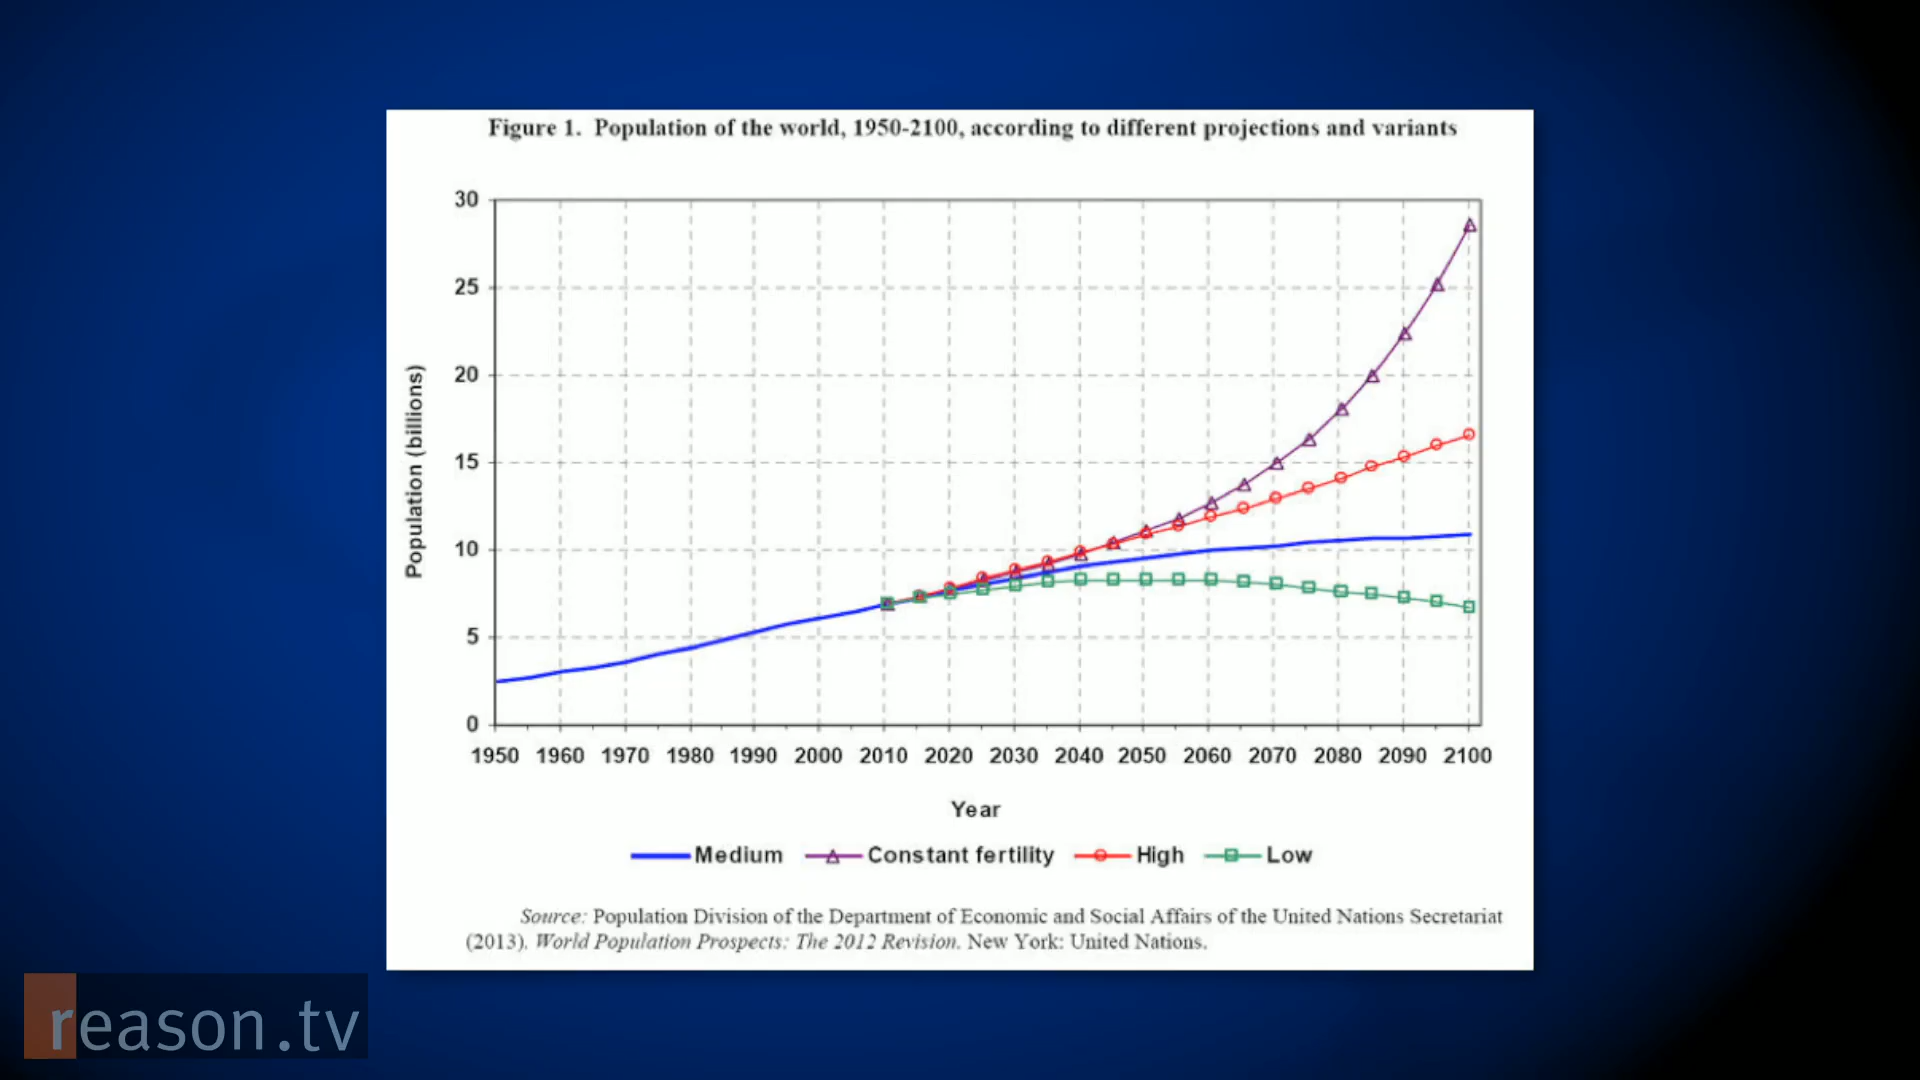 Figure 1. Population of the world, 1950-2100, according to different projections and variants
30
25
20
15
10
5
0
Population (billions)
1950 1960 1970 1980 1990 2000 2010 2020 2030 2040 2050 2060 2070 2080 2090 2100
Year
Medium Constant fertility High Low
Source: Population Division of the Department of Economic and Social Affairs of the United Nations Secretariat
(2013). World Population Prospects: The 2012 Revision. New York: United Nations.
reason.tv